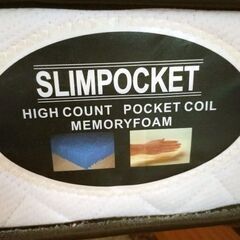 SLIMPOCKET
HIGH COUNT POCKET COIL
MEMORYFOAM